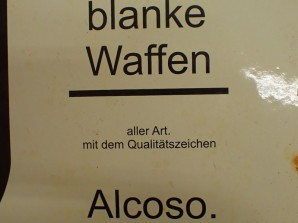 blanke
Waffen
aller Art.
mit dem Qualitätszeichen
Alcoso.